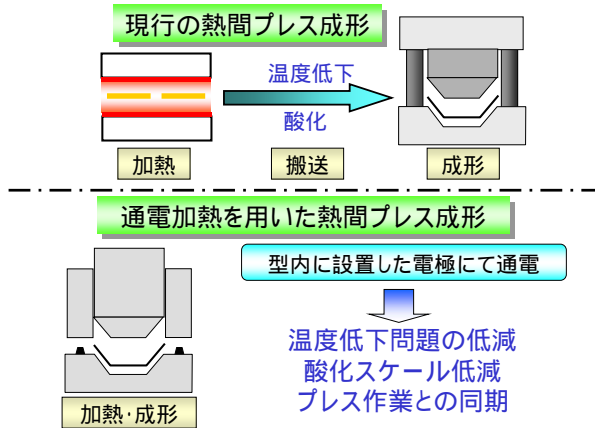 現行の熱間プレス成形
温度低下
酸化
加熱
搬送
成形
通電加熱を用いた熱間プレス成形
型内に設置した電極にて通電
温度低下問題の低減
酸化スケール低減
プレス作業との同期
加熱・成形